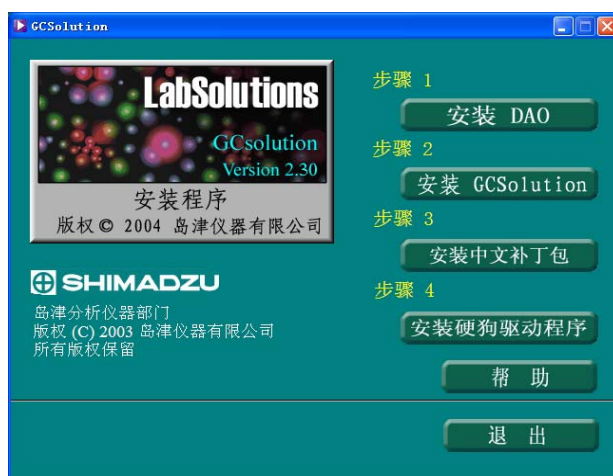 GCSolution
LabSolutions
GCsolution
Version 2.30
安装程序
版权 © 2004 岛津仪器有限公司
SHIMADZU
岛津分析仪器部门
版权 (C) 2003 岛津仪器有限公司
所有版权保留
步骤 1
安装 DAO
步骤 2
安装 GCSolution
步骤 3
安装中文补丁包
步骤 4
安装硬狗驱动程序
帮 助
退 出